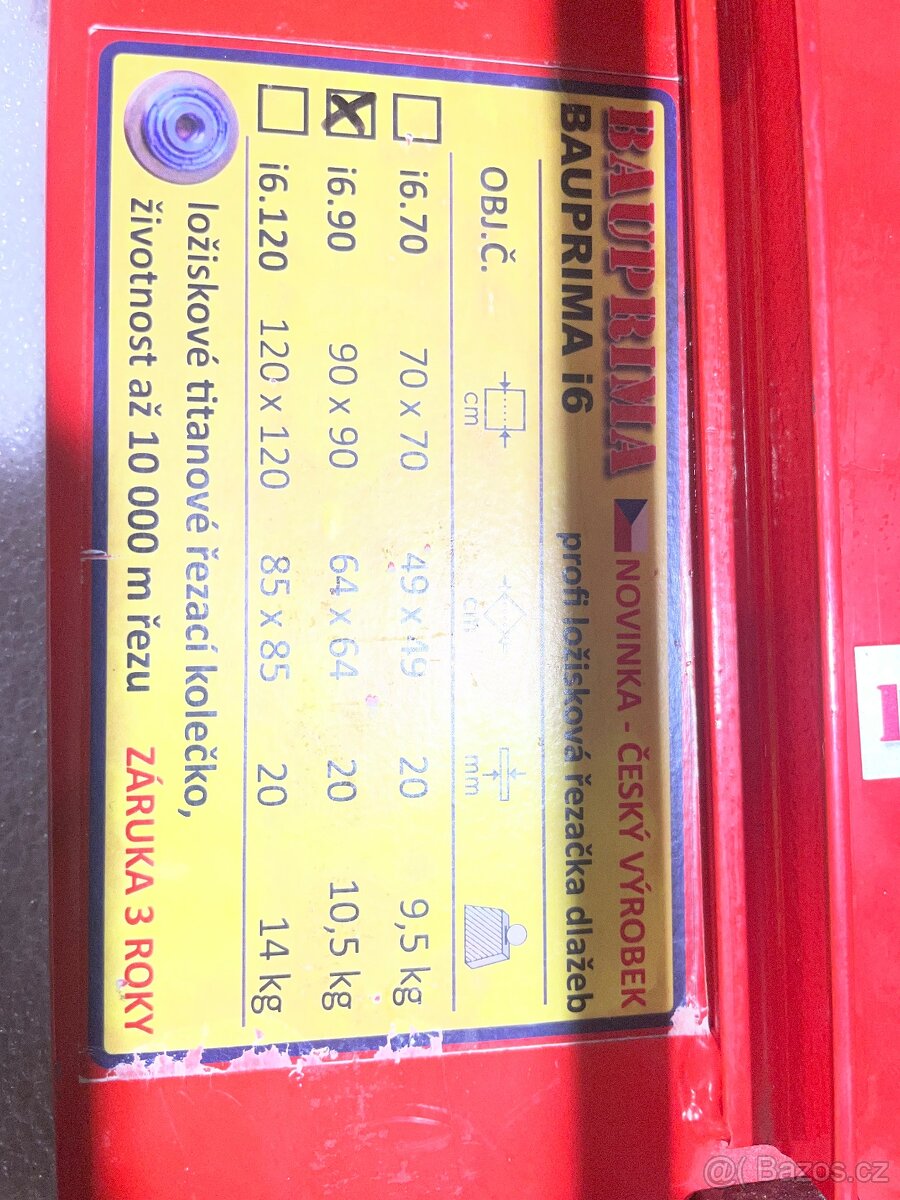 BAUPRIMA NOVINKA - ČESKÝ VÝROBEK
BAUPRIMA i6 profi ložisková řezačka dlažeb
OBJ.Č. cm cm mm
i6.70 70 x 70 49 x 49 20 9,5 kg
i6.90 90 x 90 64 x 64 20 10,5 kg
i6.120 120 x 120 85 x 85 20 14 kg
ložiskové titanové řezací kolečko,
životnost až 10 000 m řezu ZÁRUKA 3 ROKY
@( Bazos.cz